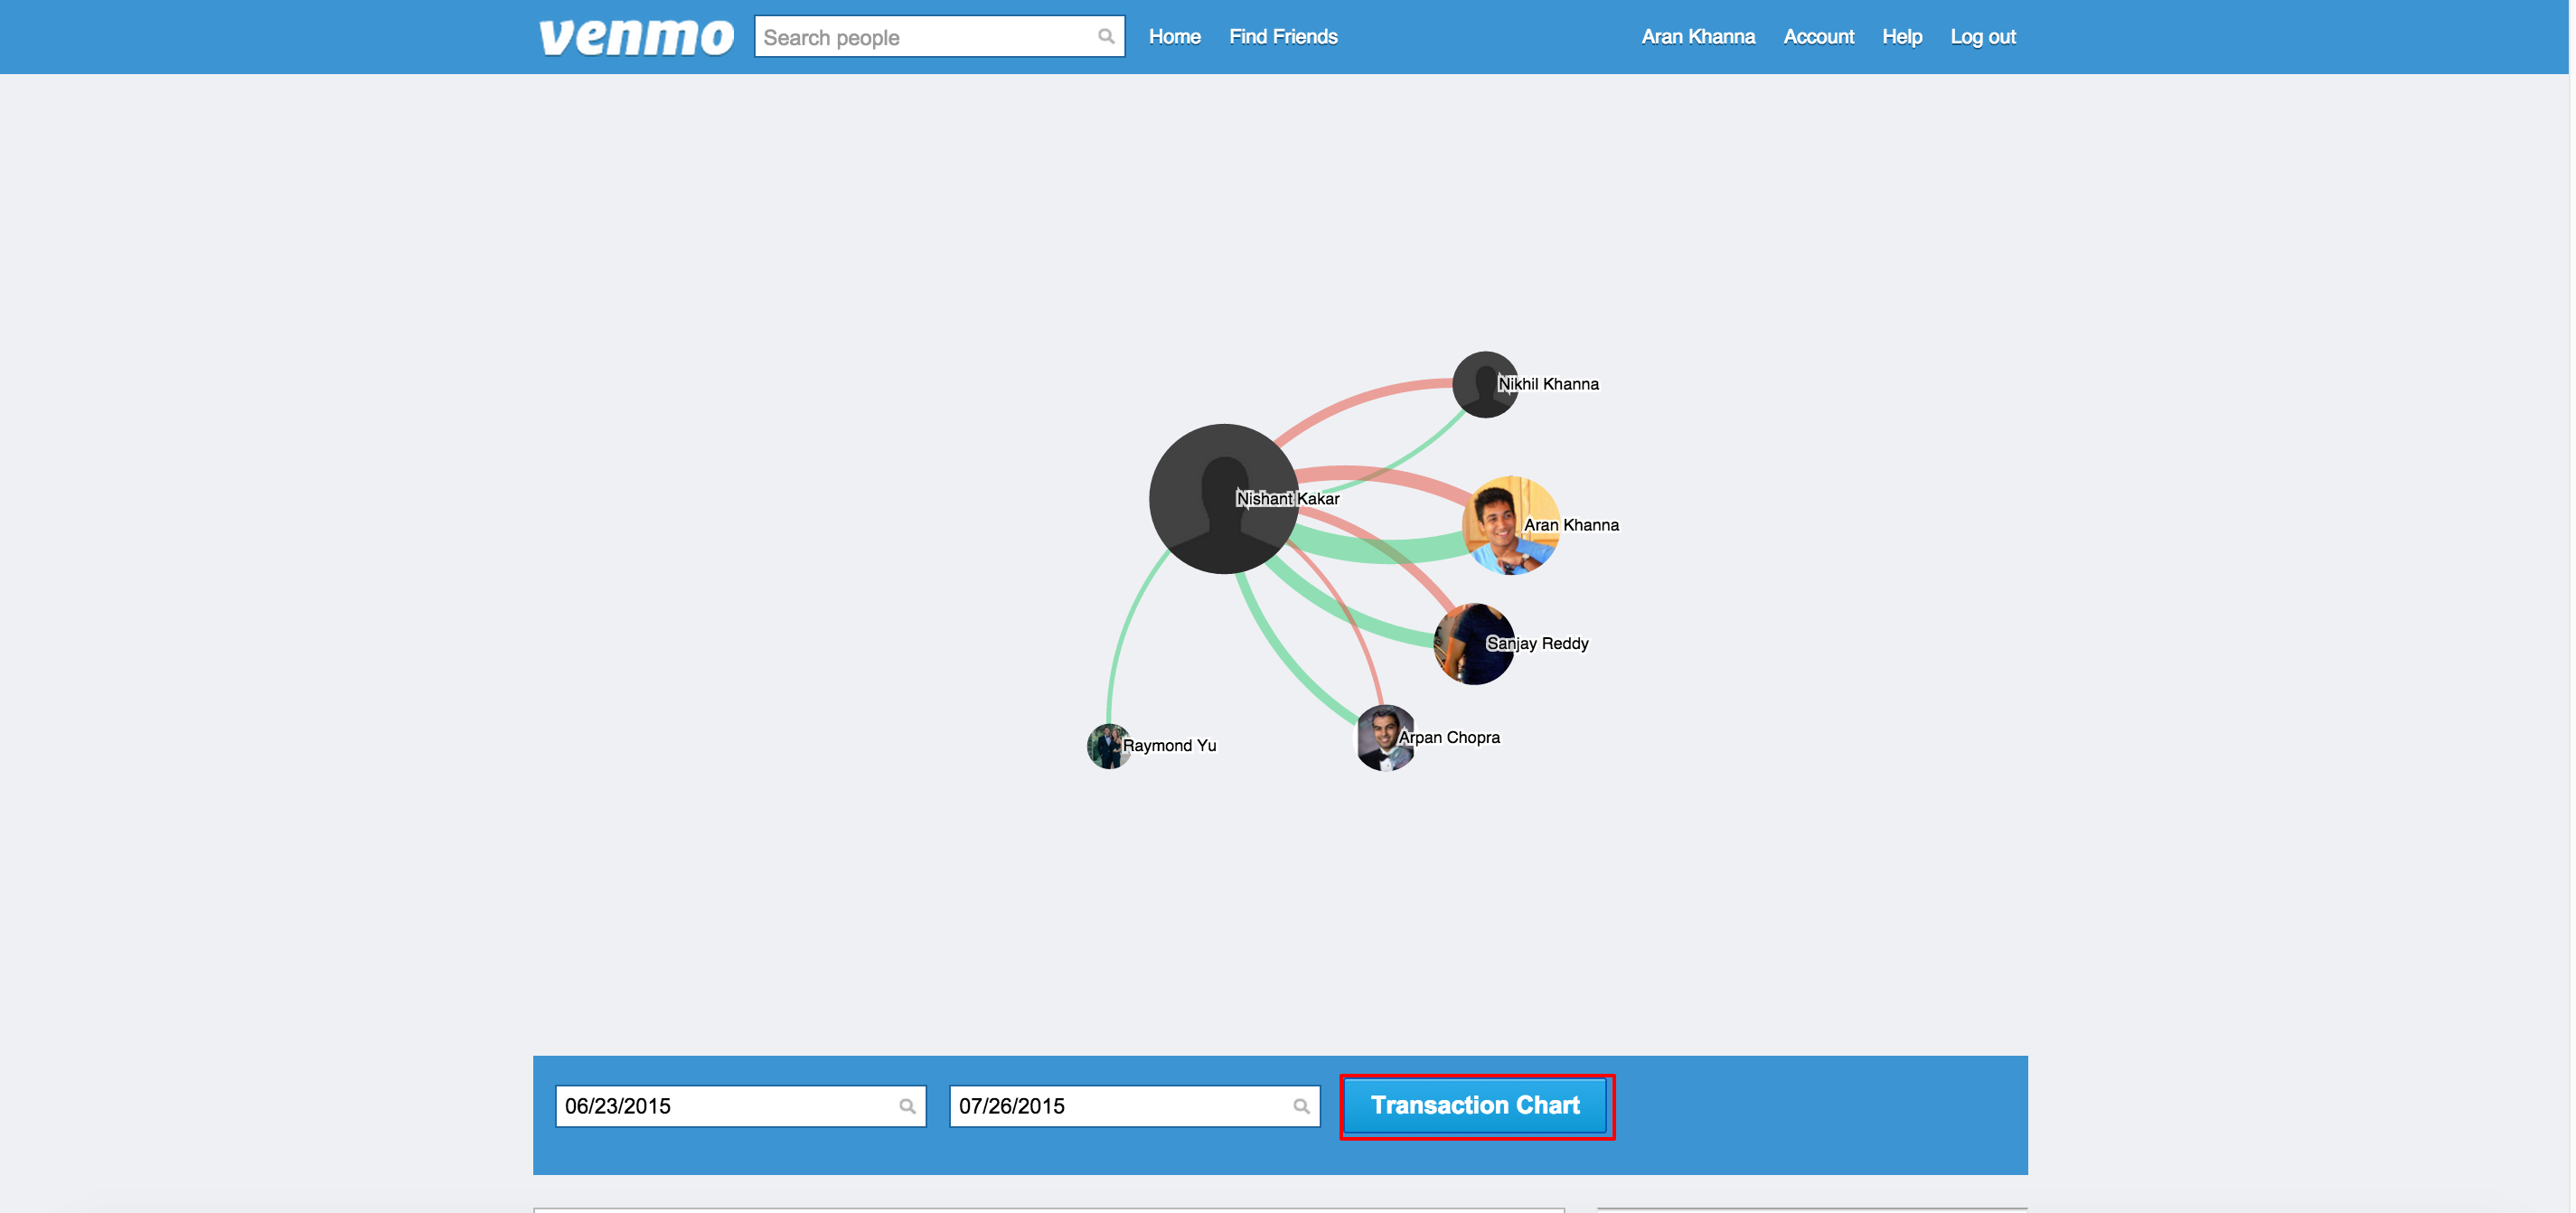 venmo Search people Home Find Friends Aran Khanna Account Help Log out
Nikhil Khanna
Nishant Kakar
Aran Khanna
Sanjay Reddy
Arpan Chopra
Raymond Yu
06/23/2015 07/26/2015 Transaction Chart